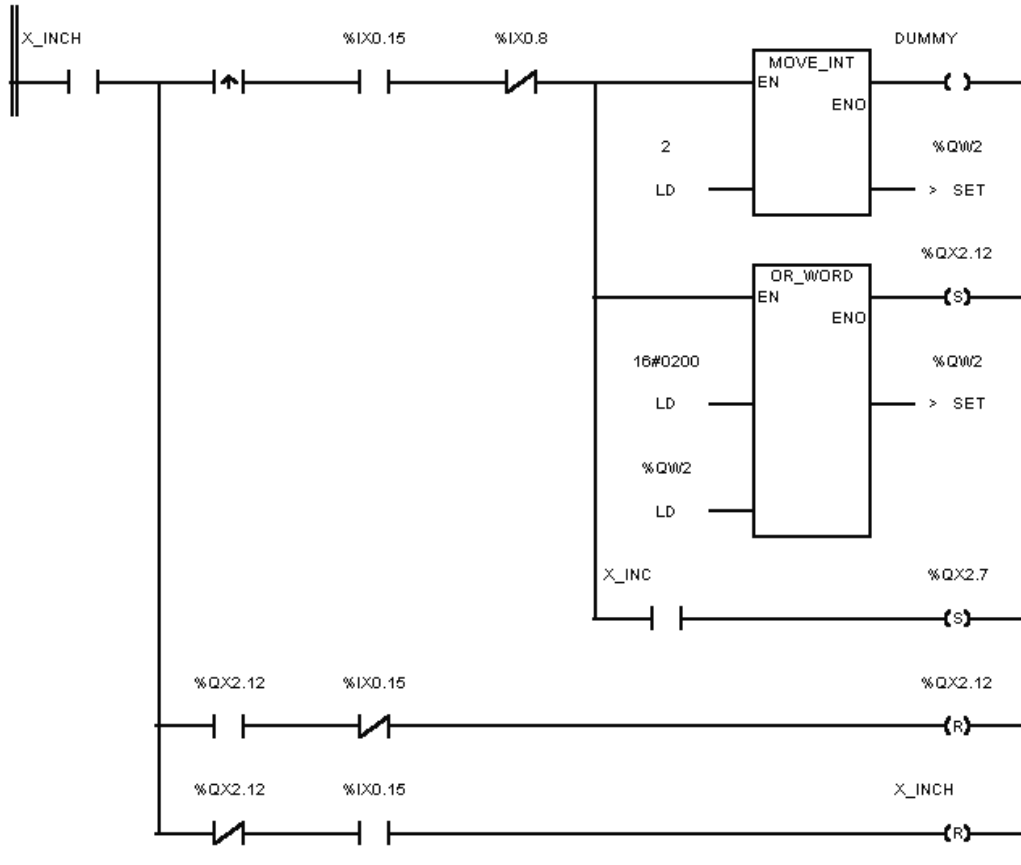 X_INCH %IX0.15 %IX0.8 DUMMY
MOVE_INT
EN
ENO
2 %QW2
LD > SET
%QX2.12
OR_WORD
EN (S)
ENO
16#0200 %QW2
LD > SET
%QW2
LD
X_INC %QX2.7
(S)
%QX2.12 %IX0.15 %QX2.12
(R)
%QX2.12 %IX0.15 X_INCH
(R)